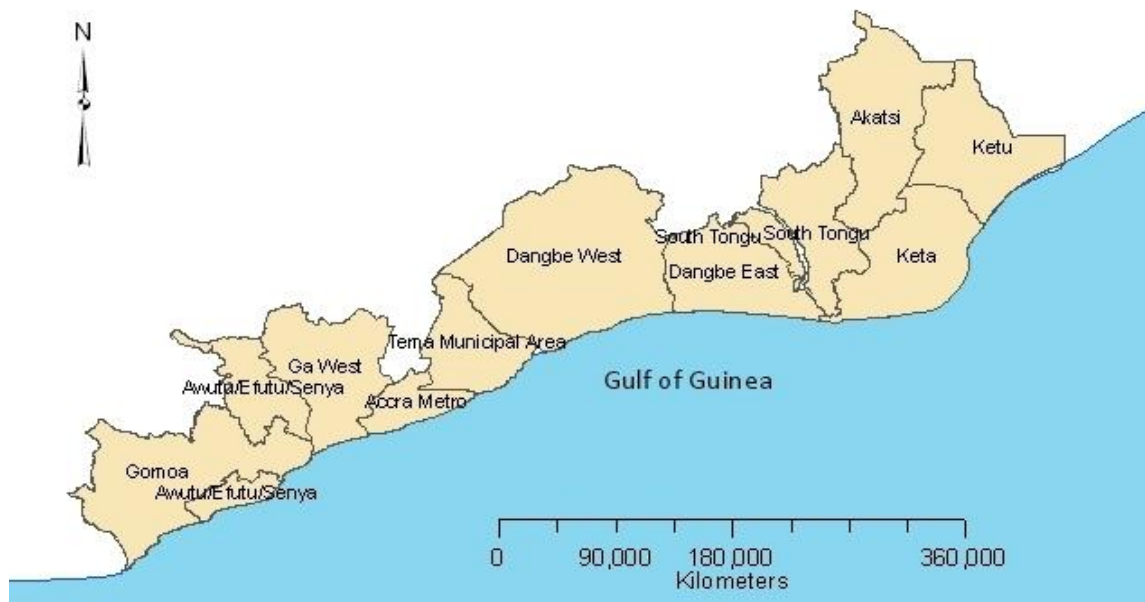 N
Akatsi
Ketu
South Tongu
South Tongu
Dangbe West
Keta
Dangbe East
Tema Municipal Area
Ga West
Gulf of Guinea
Awutu/Efutu/Senya
Accra Metro
Gomoa
Awutu/Efutu/Senya
0 90,000 180,000 360,000
Kilometers